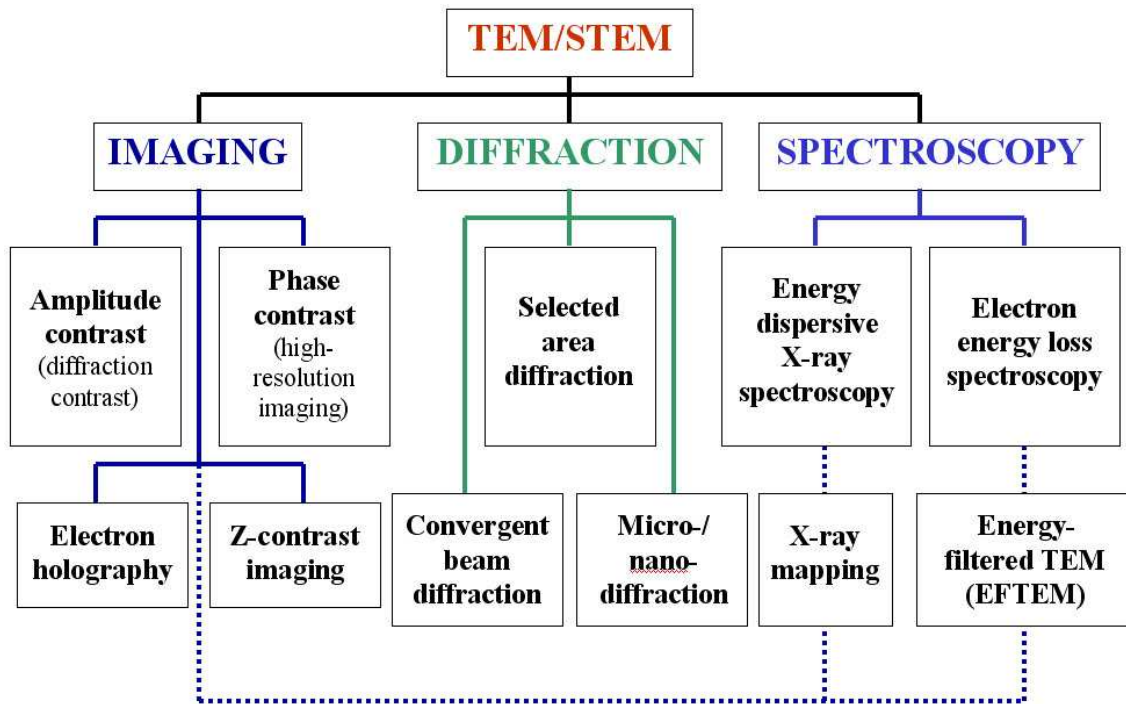 TEM/STEM
IMAGING
DIFFRACTION
SPECTROSCOPY
Amplitude
contrast
(diffraction
contrast)
Phase
contrast
(high-
resolution
imaging)
Selected
area
diffraction
Energy
dispersive
X-ray
spectroscopy
Electron
energy loss
spectroscopy
Electron
holography
Z-contrast
imaging
Convergent
beam
diffraction
Micro-/
nano-
diffraction
X-ray
mapping
Energy-
filtered TEM
(EFTEM)